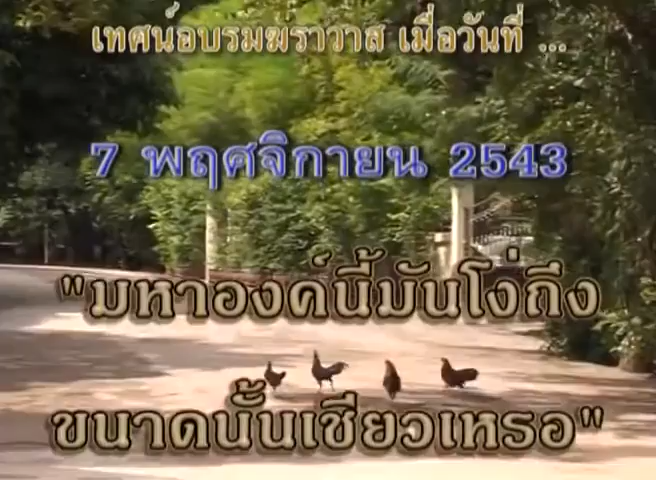 เทศน์อบรมฆราวาส เมื่อวันที่ ...
7 พฤศจิกายน 2543
"มหาองค์นี้มันโง่ถึง
ขนาดนั้นเชียวเหรอ"